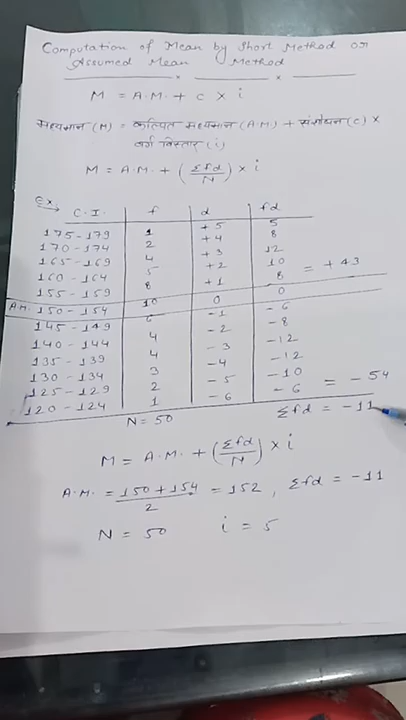 Computation of Mean by Short Method or
Assumed Mean Method
M = A.M. + C × i
मध्यमान (M) = कल्पित मध्यमान (A.M.) + संशोधन (C) ×
वर्ग विस्तार (i)
M = A.M. + (Σfd/N) × i
Ex.
C.I. f d fd
175-179 1 +5 5
170-174 2 +4 8
165-169 4 +3 12
160-164 5 +2 10
155-159 8 +1 8 = +43
A.M. 150-154 10 0 0
145-149 6 -1 -6
140-144 4 -2 -8
135-139 4 -3 -12
130-134 3 -4 -12
125-129 2 -5 -10
120-124 1 -6 -6 = -54
N = 50 Σfd = -11
M = A.M. + (Σfd/N) × i
A.M. = 150+154/2 = 152, Σfd = -11
N = 50 i = 5